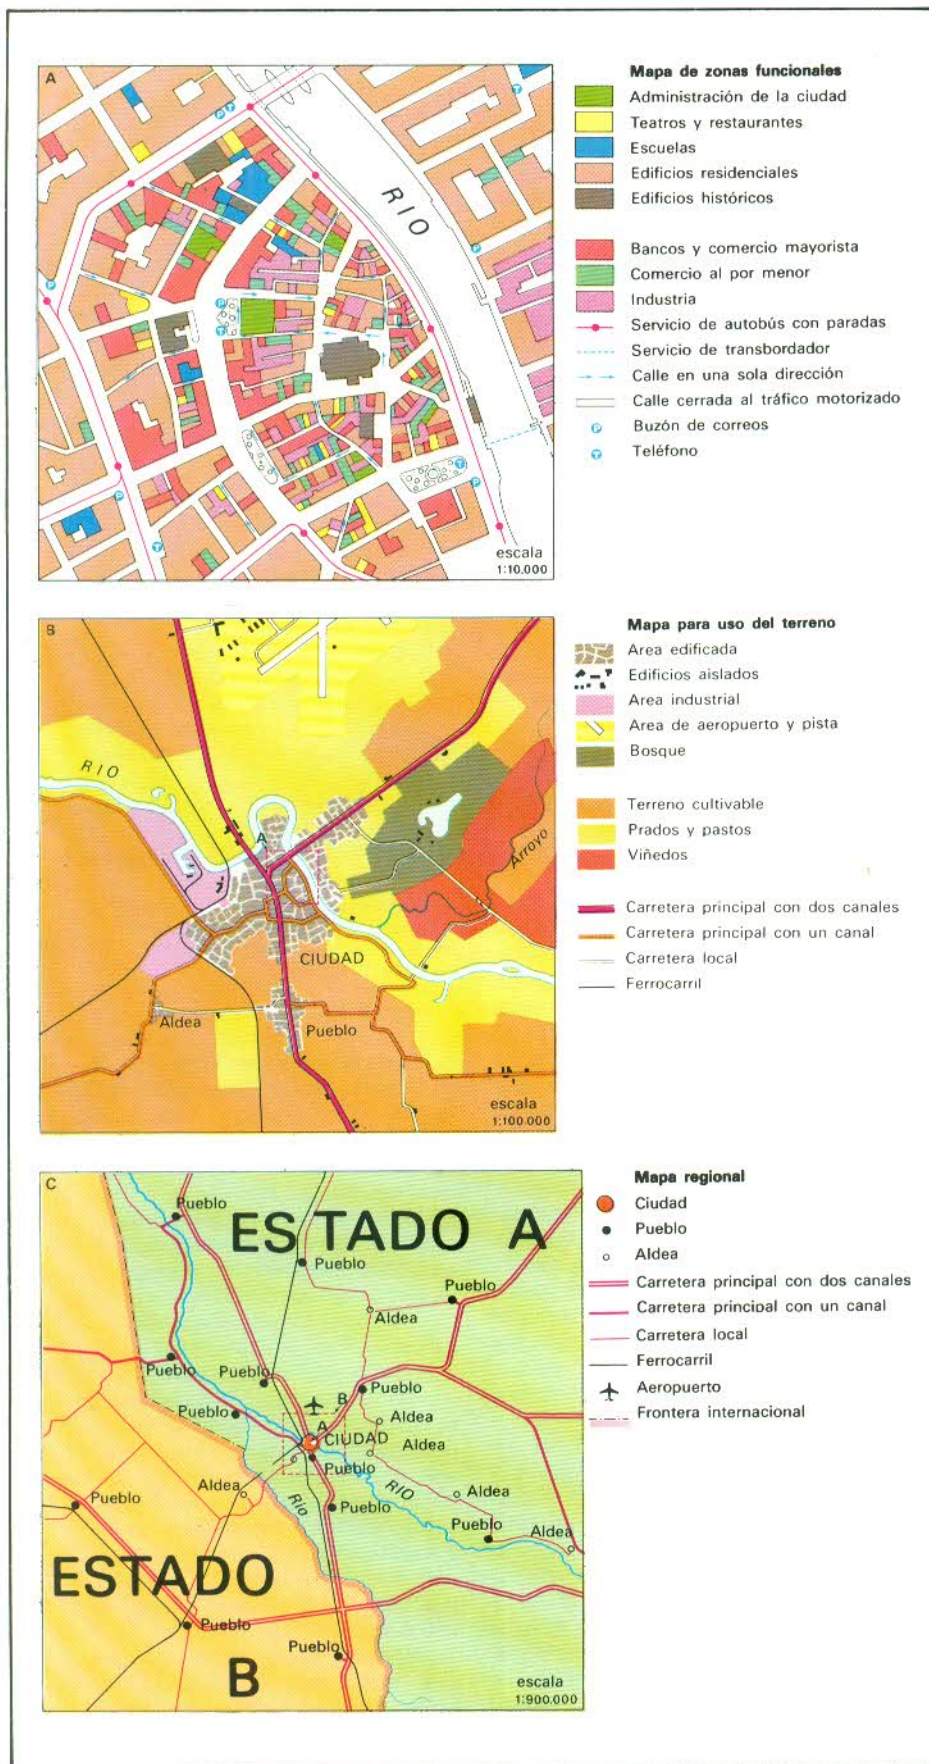 A
RIO
escala
1:10.000
Mapa de zonas funcionales
Administración de la ciudad
Teatros y restaurantes
Escuelas
Edificios residenciales
Edificios históricos
Bancos y comercio mayorista
Comercio al por menor
Industria
Servicio de autobús con paradas
Servicio de transbordador
Calle en una sola dirección
Calle cerrada al tráfico motorizado
P Buzón de correos
T Teléfono
B
RIO
A
Arroyo
CIUDAD
Aldea
Pueblo
escala
1:100.000
Mapa para uso del terreno
Area edificada
Edificios aislados
Area industrial
Area de aeropuerto y pista
Bosque
Terreno cultivable
Prados y pastos
Viñedos
Carretera principal con dos canales
Carretera principal con un canal
Carretera local
Ferrocarril
C
Pueblo
ESTADO A
Pueblo
Pueblo
Aldea
Pueblo
Pueblo
Pueblo
B
Pueblo
A
Aldea
CIUDAD
Aldea
Pueblo
Aldea
Río
RIO
Aldea
Pueblo
Pueblo
Pueblo
Aldea
ESTADO
Pueblo
Pueblo
B
escala
1:900.000
Mapa regional
Ciudad
Pueblo
Aldea
Carretera principal con dos canales
Carretera principal con un canal
Carretera local
Ferrocarril
Aeropuerto
Frontera internacional